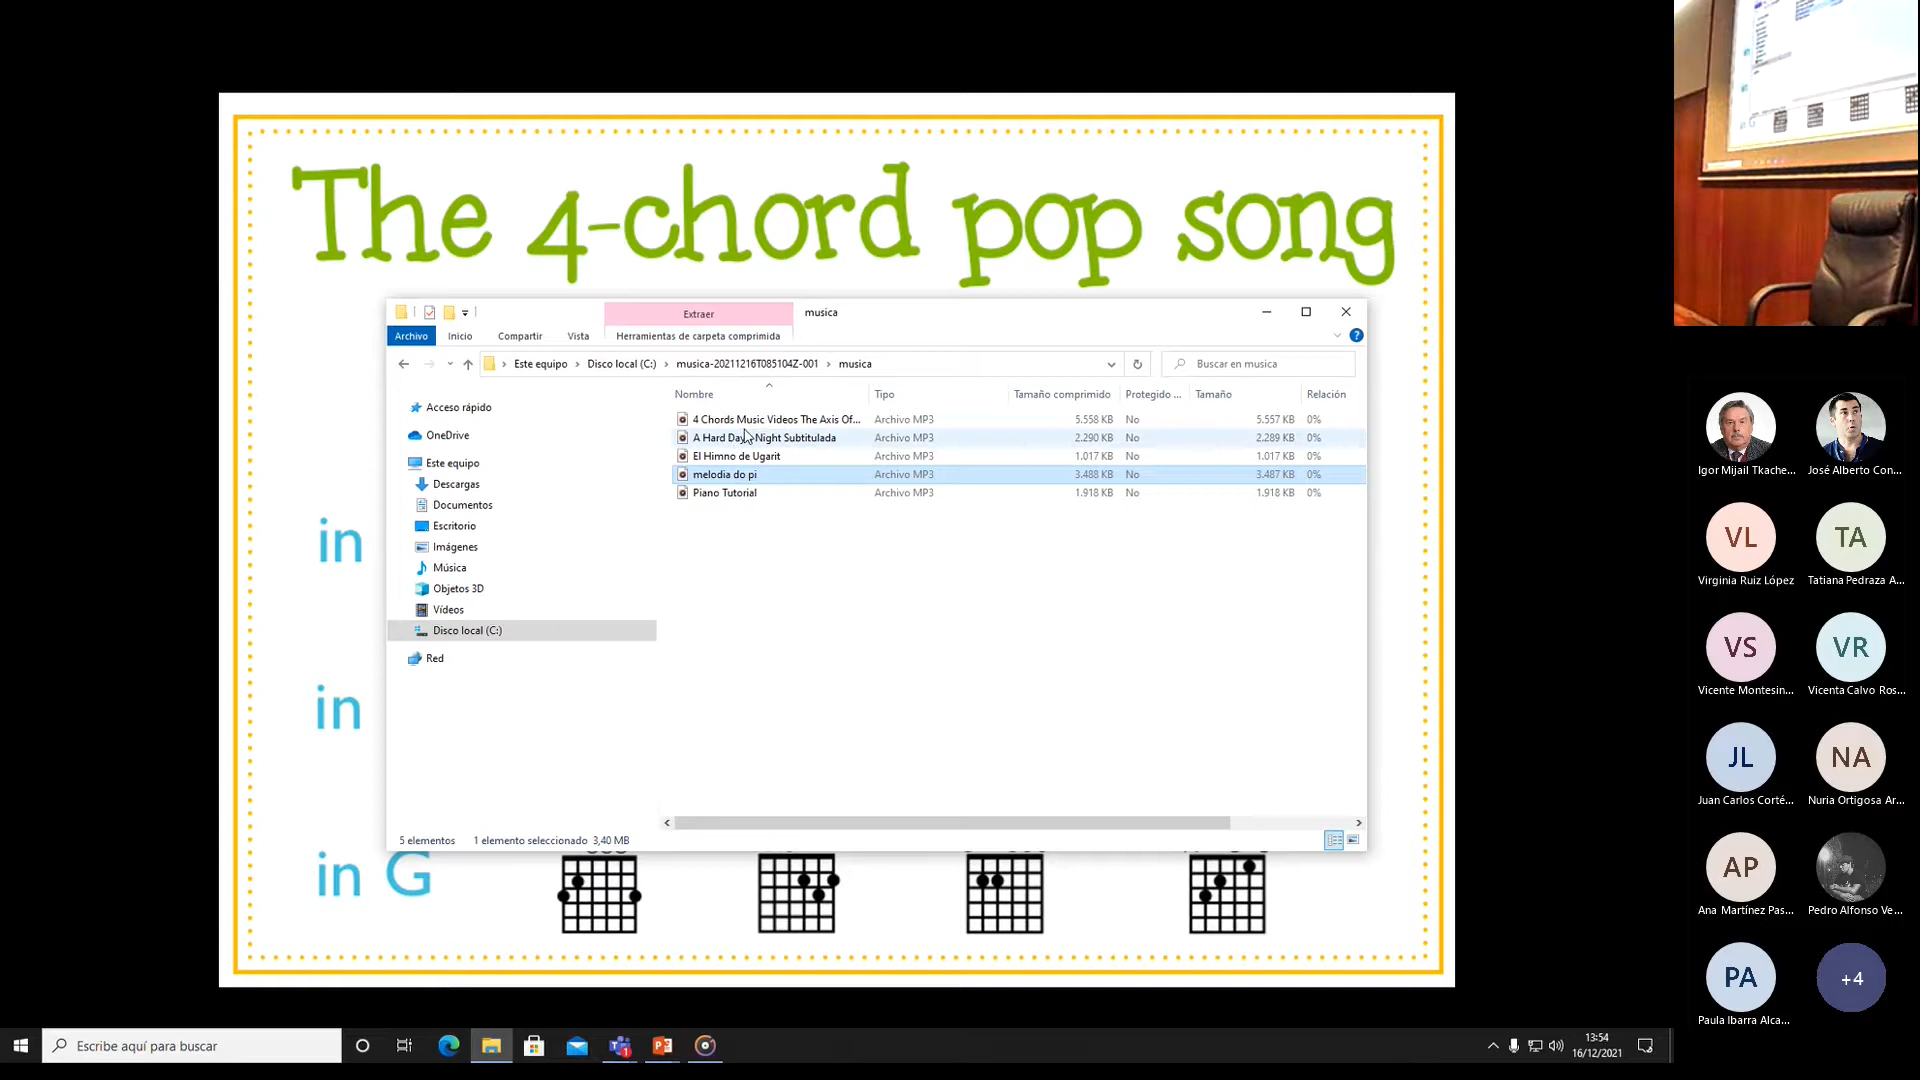 The 4-chord pop song
Extraer
musica
Archivo
Inicio
Compartir
Vista
Herramientas de carpeta comprimida
Este equipo
Disco local (C:)
musica-20211216T085104Z-001
musica
Buscar en musica
Nombre
Tipo
Tamaño comprimido
Protegido ...
Tamaño
Relación
4 Chords Music Videos The Axis Of... Archivo MP3 5.558 KB No 5.557 KB 0%
A Hard Day Night Subtitulada Archivo MP3 2.290 KB No 2.289 KB 0%
El Himno de Ugarit Archivo MP3 1.017 KB No 1.017 KB 0%
melodia do pi Archivo MP3 3.488 KB No 3.487 KB 0%
Piano Tutorial Archivo MP3 1.918 KB No 1.918 KB 0%
Acceso rápido
OneDrive
Este equipo
Descargas
Documentos
Escritorio
Imágenes
Música
Objetos 3D
Vídeos
Disco local (C:)
Red
5 elementos
1 elemento seleccionado 3,40 MB
in
in
in G
Igor Mijail Tkache...
José Alberto Con...
VL
TA
Virginia Ruiz López
Tatiana Pedraza A...
VS
VR
Vicente Montesin...
Vicenta Calvo Ros...
JL
NA
Juan Carlos Corté...
Nuria Ortigosa Ar...
AP
Ana Martínez Pas...
Pedro Alfonso Ve...
PA
+4
Paula Ibarra Alca...
Escribe aquí para buscar
13:54
16/12/2021